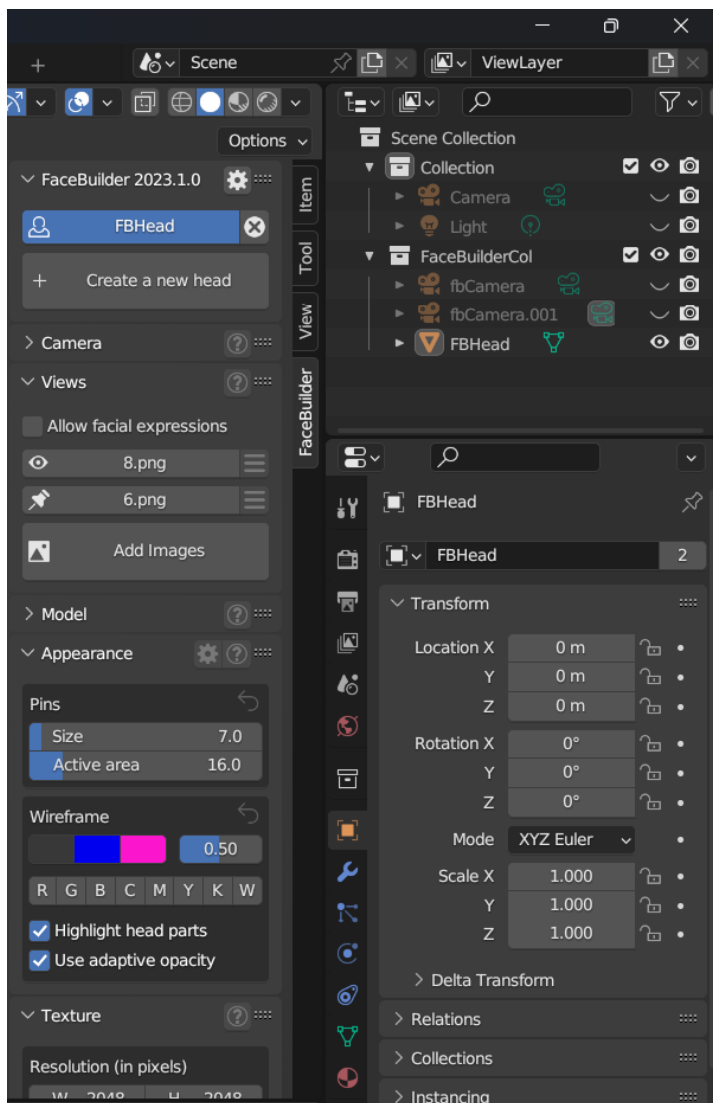 Scene
ViewLayer
Options
FaceBuilder 2023.1.0
FBHead
Create a new head
Camera
Views
Allow facial expressions
8.png
6.png
Add Images
Model
Appearance
Pins
Size 7.0
Active area 16.0
Wireframe
0.50
R G B C M Y K W
Highlight head parts
Use adaptive opacity
Texture
Resolution (in pixels)
W 2048 H 2048
Item
Tool
View
FaceBuilder
Scene Collection
Collection
Camera
Light
FaceBuilderCol
fbCamera
fbCamera.001
FBHead
FBHead
FBHead 2
Transform
Location X 0 m
Y 0 m
Z 0 m
Rotation X 0°
Y 0°
Z 0°
Mode XYZ Euler
Scale X 1.000
Y 1.000
Z 1.000
Delta Transform
Relations
Collections
Instancing